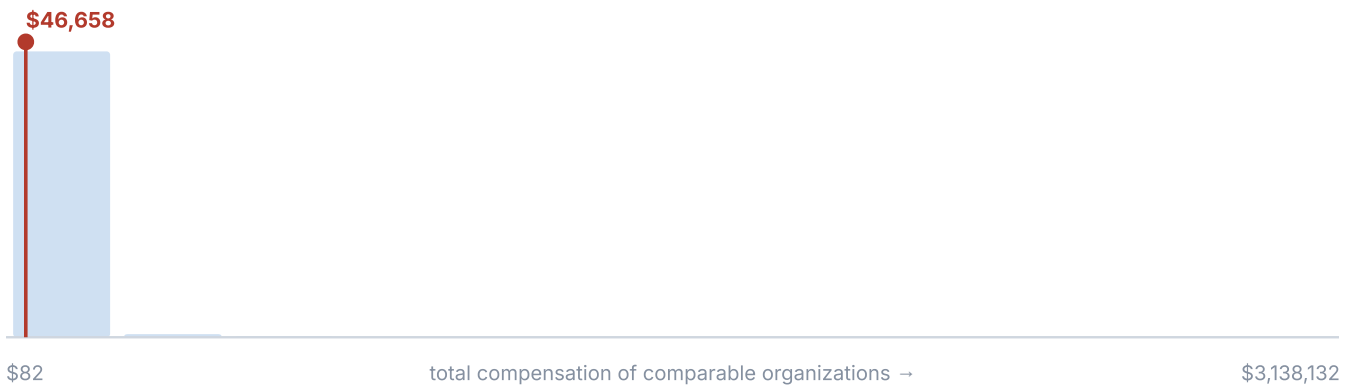 $46,658
$82
total compensation of comparable organizations →
$3,138,132